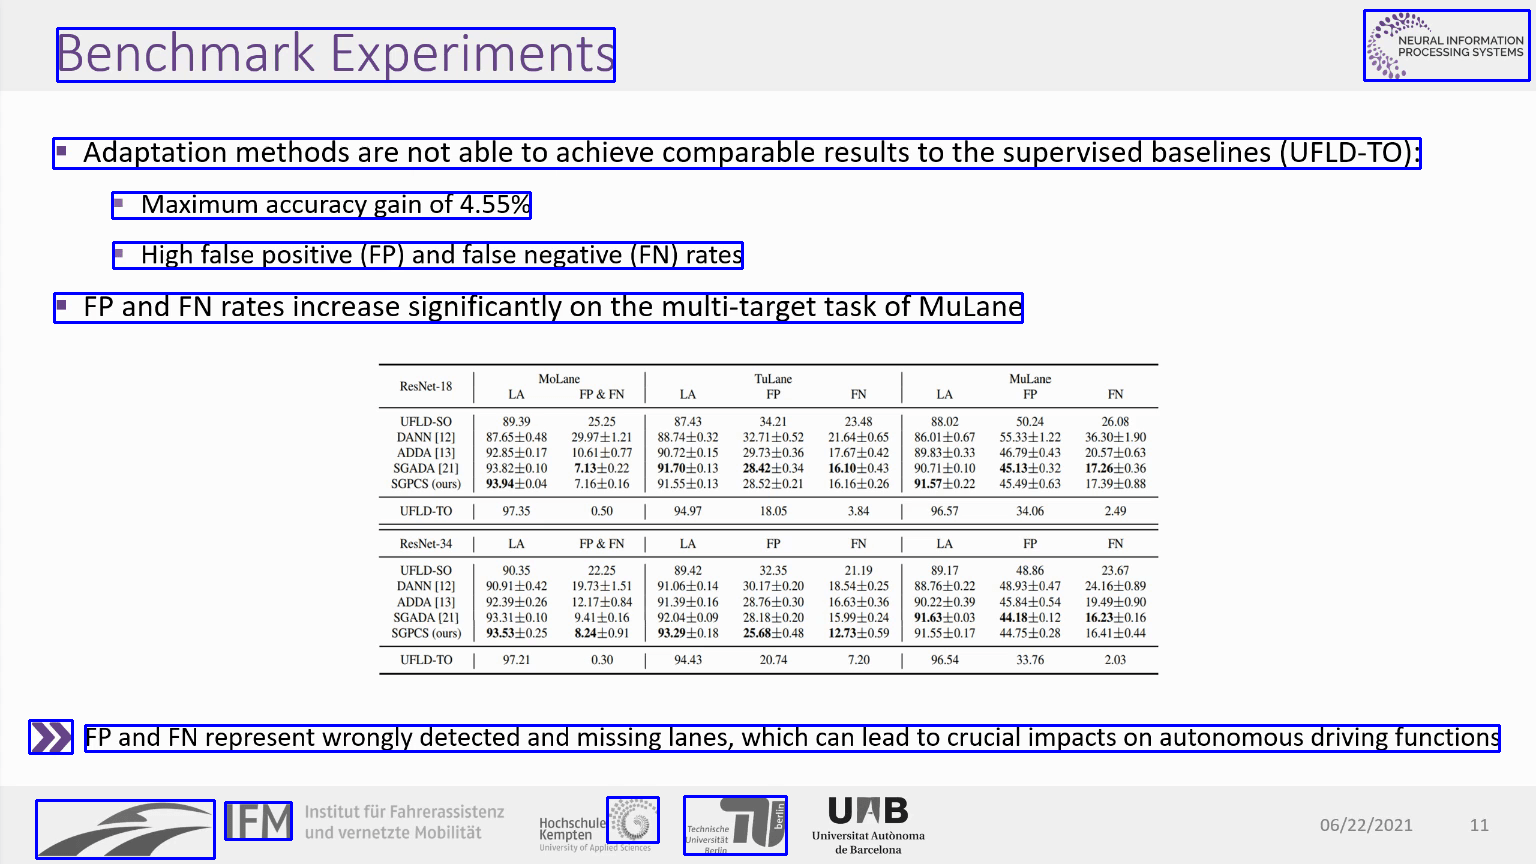 Benchmark Experiments
NEURAL INFORMATION
PROCESSING SYSTEMS
▪ Adaptation methods are not able to achieve comparable results to the supervised baselines (UFLD-TO):
▪ Maximum accuracy gain of 4.55%
▪ High false positive (FP) and false negative (FN) rates
▪ FP and FN rates increase significantly on the multi-target task of MuLane
ResNet-18 MoLane TuLane MuLane
LA FP & FN LA FP FN LA FP FN
UFLD-SO 89.39 25.25 87.43 34.21 23.48 88.02 50.24 26.08
DANN [12] 87.65±0.48 29.97±1.21 88.74±0.32 32.71±0.52 21.64±0.65 86.01±0.67 55.33±1.22 36.30±1.90
ADDA [13] 92.85±0.17 10.61±0.77 90.72±0.15 29.73±0.36 17.67±0.42 89.83±0.33 46.79±0.43 20.57±0.63
SGADA [21] 93.82±0.10 7.13±0.22 91.70±0.13 28.42±0.34 16.10±0.43 90.71±0.10 45.13±0.32 17.26±0.36
SGPCS (ours) 93.94±0.04 7.16±0.16 91.55±0.13 28.52±0.21 16.16±0.26 91.57±0.22 45.49±0.63 17.39±0.88
UFLD-TO 97.35 0.50 94.97 18.05 3.84 96.57 34.06 2.49
ResNet-34 LA FP & FN LA FP FN LA FP FN
UFLD-SO 90.35 22.25 89.42 32.35 21.19 89.17 48.86 23.67
DANN [12] 90.91±0.42 19.73±1.51 91.06±0.14 30.17±0.20 18.54±0.25 88.76±0.22 48.93±0.47 24.16±0.89
ADDA [13] 92.39±0.26 12.17±0.84 91.39±0.16 28.76±0.30 16.63±0.36 90.22±0.39 45.84±0.54 19.49±0.90
SGADA [21] 93.31±0.10 9.41±0.16 92.04±0.09 28.18±0.20 15.99±0.24 91.63±0.03 44.18±0.12 16.23±0.16
SGPCS (ours) 93.53±0.25 8.24±0.91 93.29±0.18 25.68±0.48 12.73±0.59 91.55±0.17 44.75±0.28 16.41±0.44
UFLD-TO 97.21 0.30 94.43 20.74 7.20 96.54 33.76 2.03
FP and FN represent wrongly detected and missing lanes, which can lead to crucial impacts on autonomous driving functions
IFM Institut für Fahrerassistenz
und vernetzte Mobilität
Hochschule
Kempten
University of Applied Sciences
Technische
Universität
Berlin
berlin
UAB
Universitat Autònoma
de Barcelona
06/22/2021 11